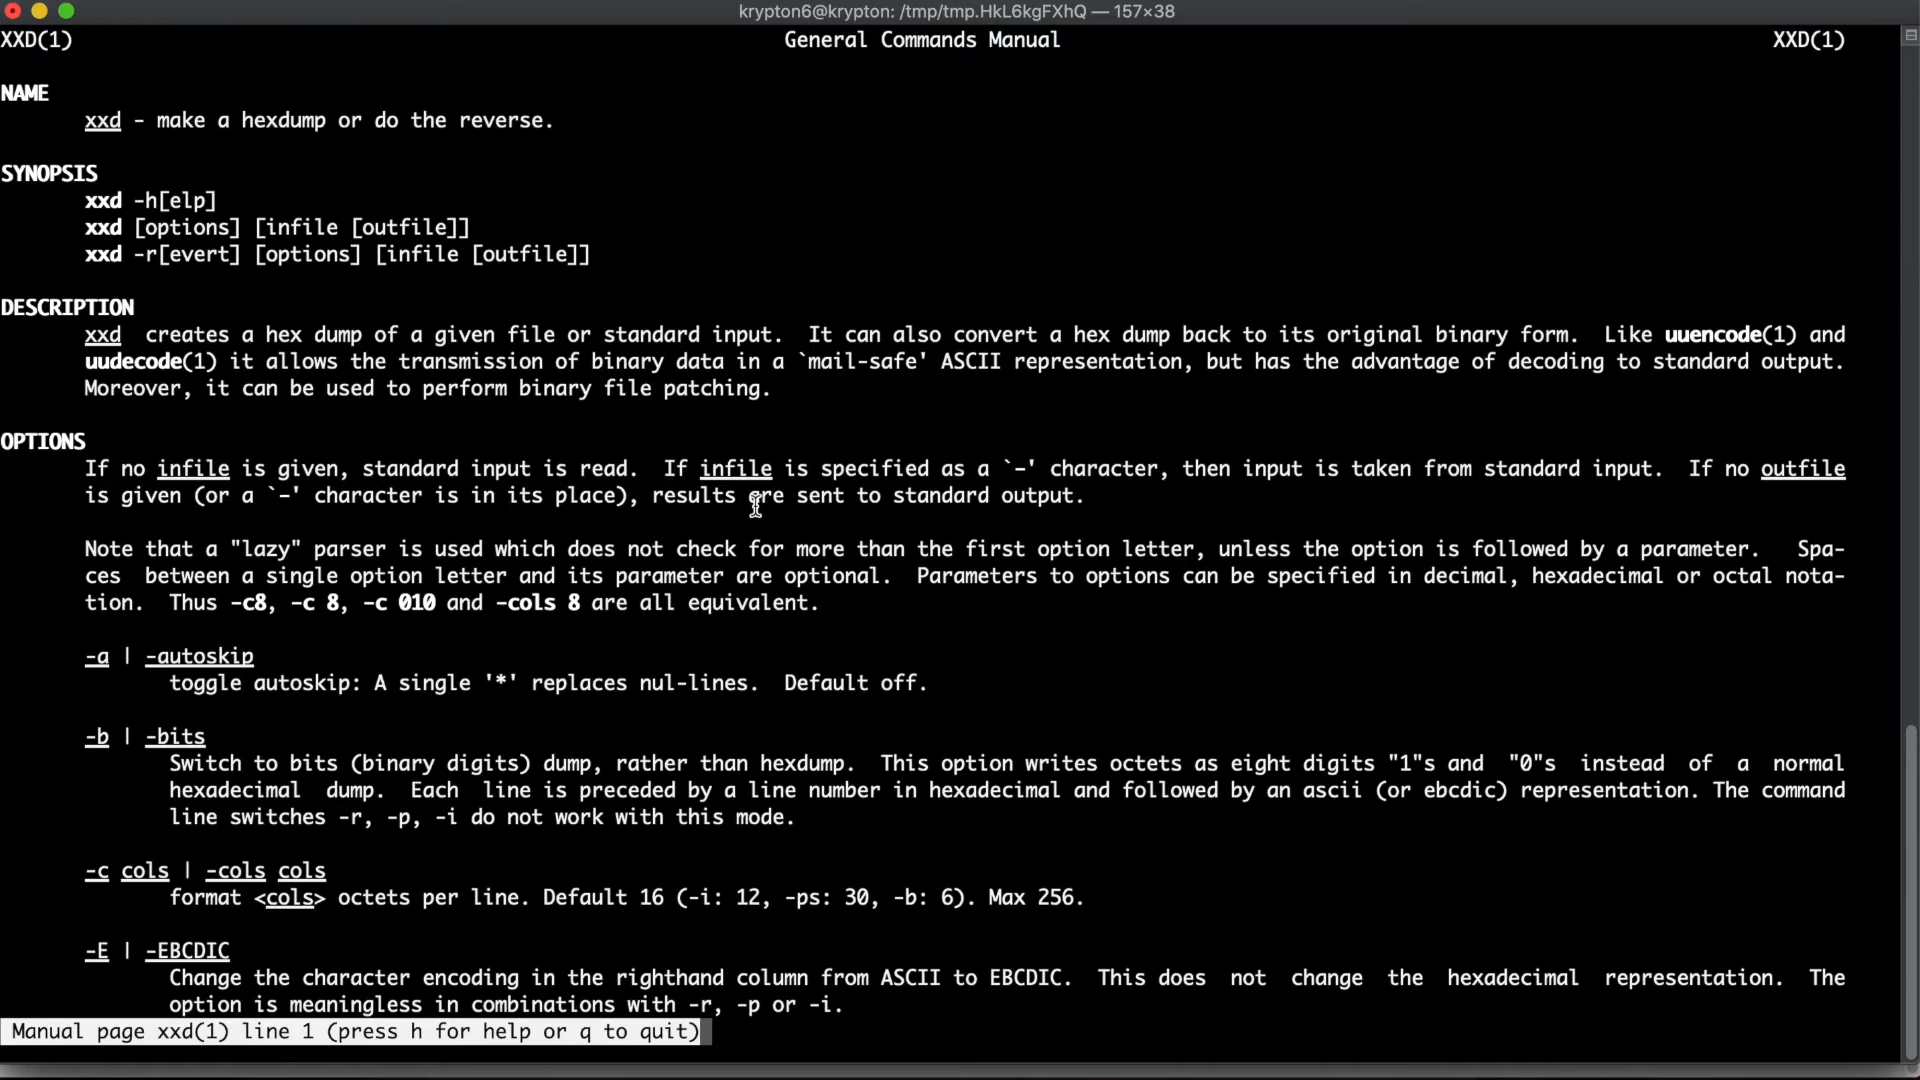 krypton6@krypton: /tmp/tmp.HkL6kgFXhQ — 157×38
XXD(1) General Commands Manual XXD(1)
NAME
xxd - make a hexdump or do the reverse.
SYNOPSIS
xxd -h[elp]
xxd [options] [infile [outfile]]
xxd -r[evert] [options] [infile [outfile]]
DESCRIPTION
xxd creates a hex dump of a given file or standard input. It can also convert a hex dump back to its original binary form. Like uuencode(1) and
uudecode(1) it allows the transmission of binary data in a `mail-safe' ASCII representation, but has the advantage of decoding to standard output.
Moreover, it can be used to perform binary file patching.
OPTIONS
If no infile is given, standard input is read. If infile is specified as a `-' character, then input is taken from standard input. If no outfile
is given (or a `-' character is in its place), results are sent to standard output.
Note that a "lazy" parser is used which does not check for more than the first option letter, unless the option is followed by a parameter. Spa-
ces between a single option letter and its parameter are optional. Parameters to options can be specified in decimal, hexadecimal or octal nota-
tion. Thus -c8, -c 8, -c 010 and -cols 8 are all equivalent.
-a | -autoskip
toggle autoskip: A single '*' replaces nul-lines. Default off.
-b | -bits
Switch to bits (binary digits) dump, rather than hexdump. This option writes octets as eight digits "1"s and "0"s instead of a normal
hexadecimal dump. Each line is preceded by a line number in hexadecimal and followed by an ascii (or ebcdic) representation. The command
line switches -r, -p, -i do not work with this mode.
-c cols | -cols cols
format <cols> octets per line. Default 16 (-i: 12, -ps: 30, -b: 6). Max 256.
-E | -EBCDIC
Change the character encoding in the righthand column from ASCII to EBCDIC. This does not change the hexadecimal representation. The
option is meaningless in combinations with -r, -p or -i.
Manual page xxd(1) line 1 (press h for help or q to quit)